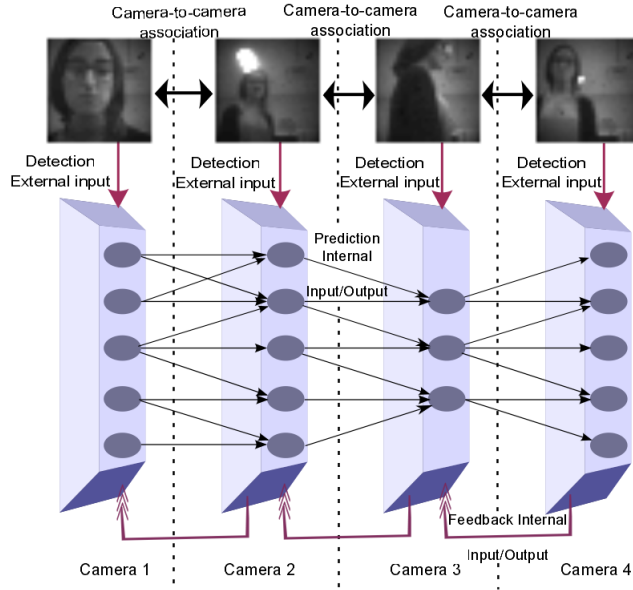 Camera-to-camera
association
Camera-to-camera
association
Camera-to-camera
association
Detection
External input
Detection
External input
Detection
External input
Detection
External input
Prediction
Internal
Input/Output
Feedback Internal
Input/Output
Camera 1
Camera 2
Camera 3
Camera 4